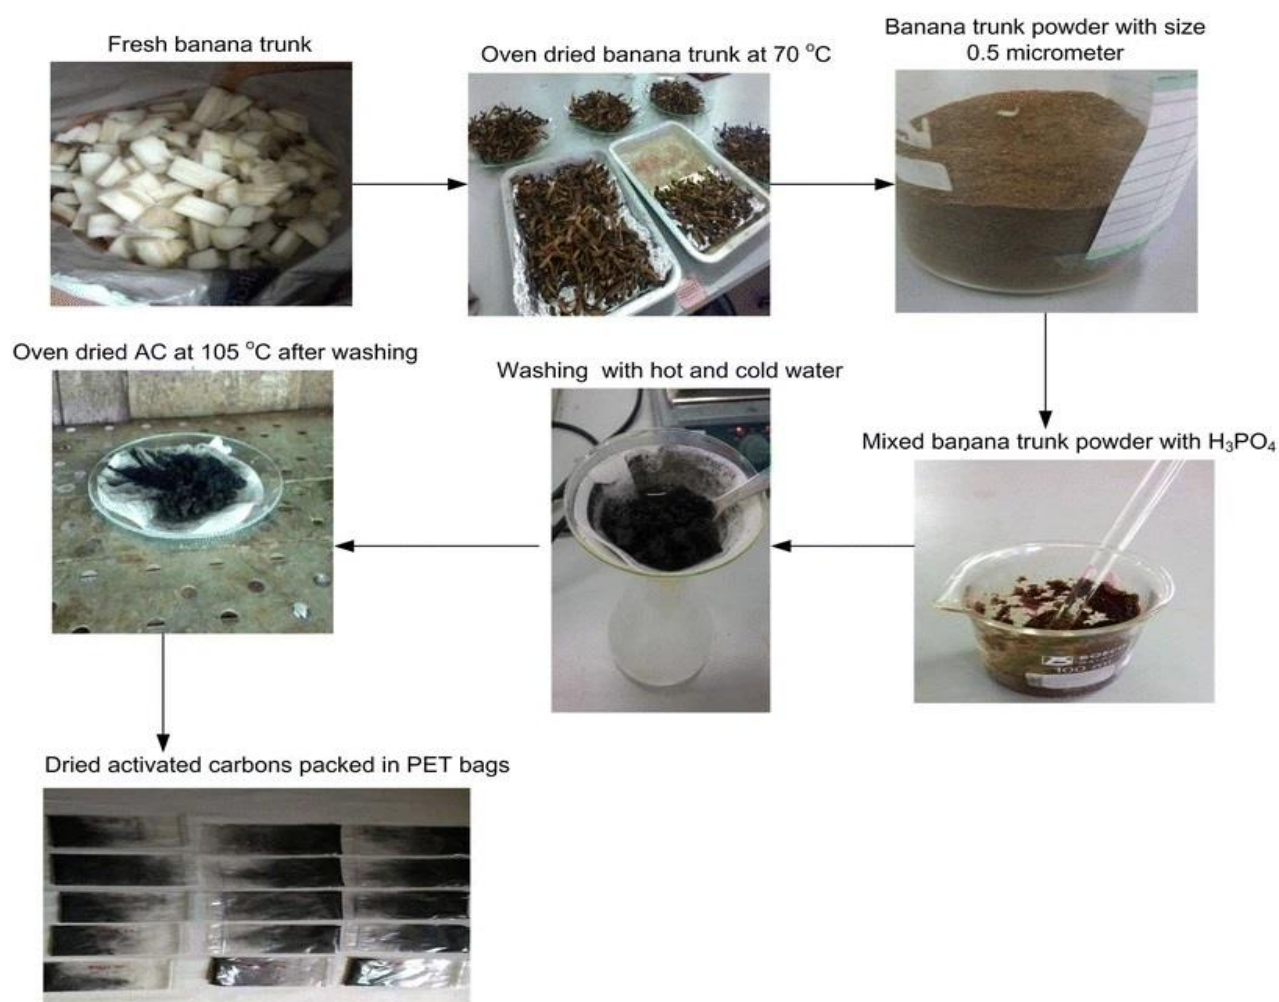 Fresh banana trunk
Oven dried banana trunk at 70 °C
Banana trunk powder with size
0.5 micrometer
Oven dried AC at 105 °C after washing
Washing with hot and cold water
Mixed banana trunk powder with H₃PO₄
100 ml
Dried activated carbons packed in PET bags